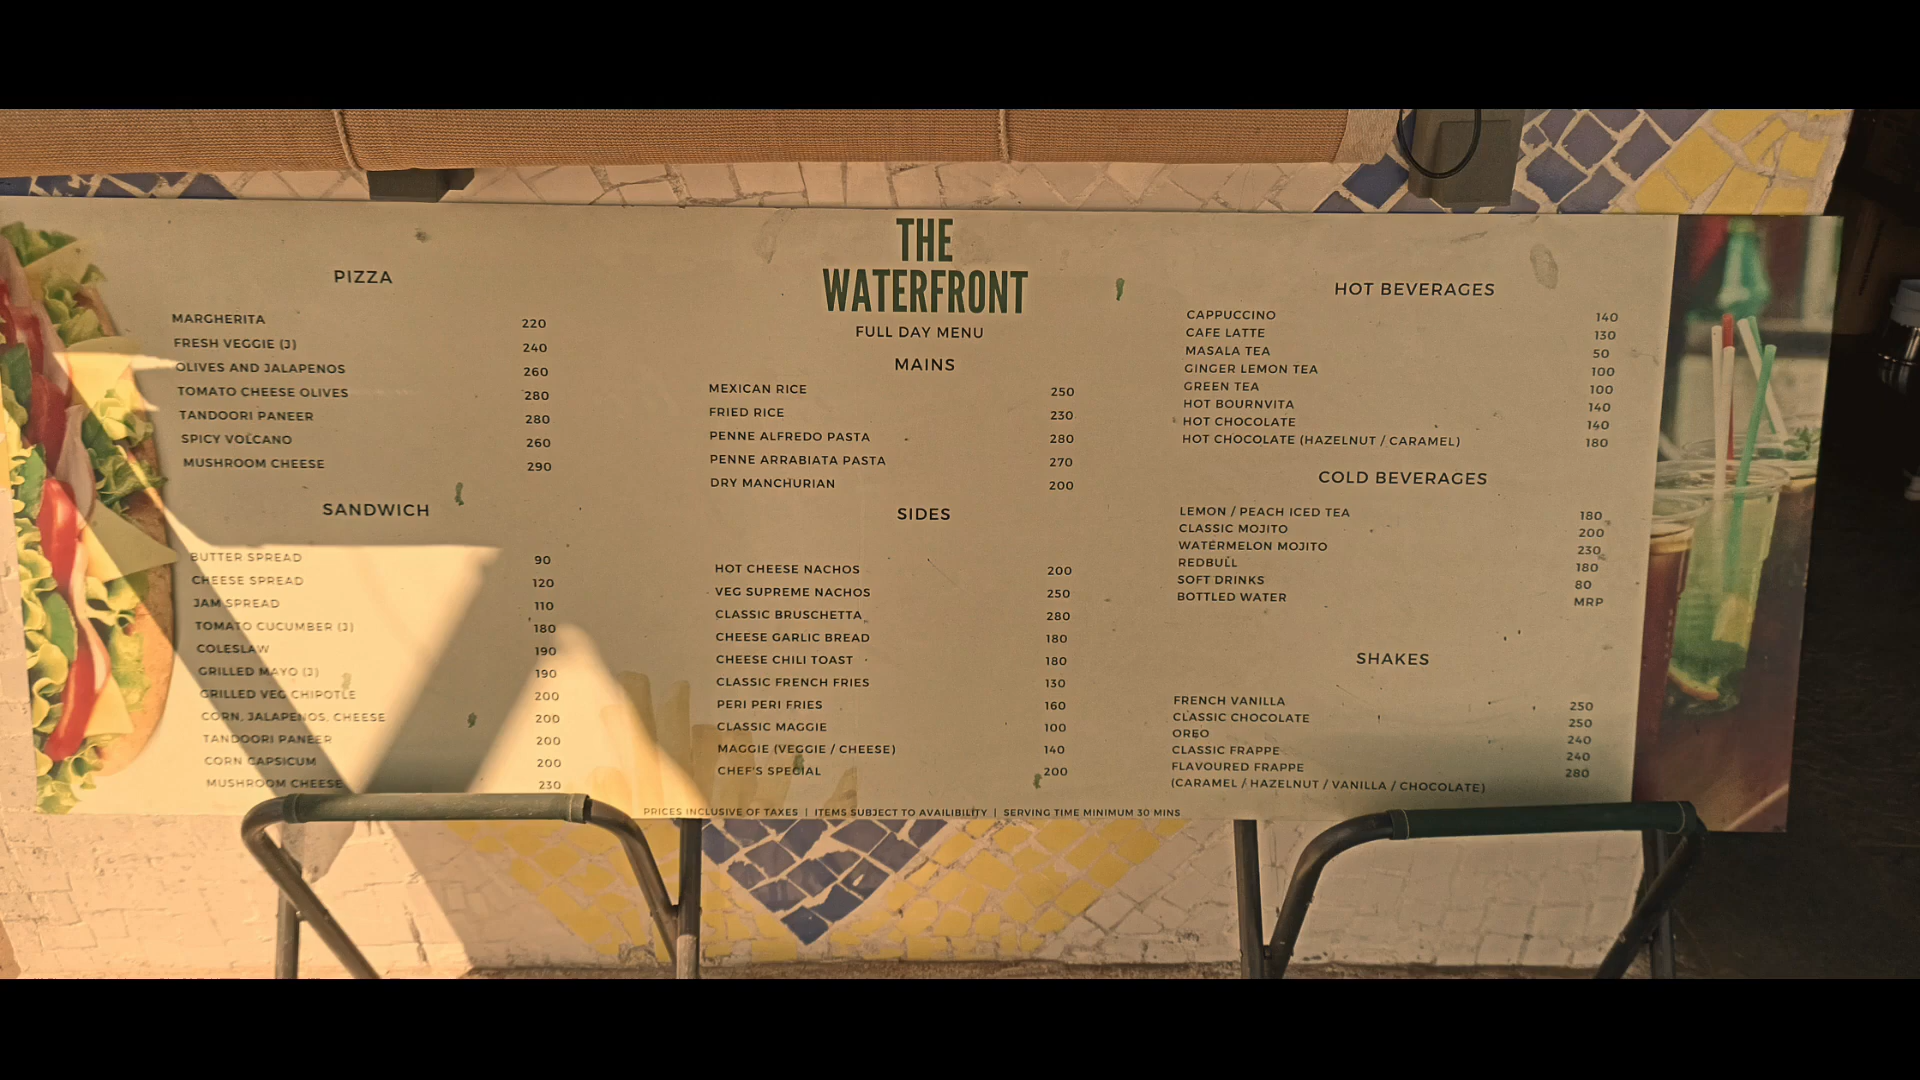 THE
WATERFRONT
FULL DAY MENU
PIZZA
MARGHERITA 220
FRESH VEGGIE (J) 240
OLIVES AND JALAPENOS 260
TOMATO CHEESE OLIVES 280
TANDOORI PANEER 280
SPICY VOLCANO 260
MUSHROOM CHEESE 290
SANDWICH
BUTTER SPREAD 90
CHEESE SPREAD 120
JAM SPREAD 110
TOMATO CUCUMBER (J) 180
COLESLAW 190
GRILLED MAYO (J) 190
GRILLED VEG CHIPOTLE 200
CORN, JALAPENOS, CHEESE 200
TANDOORI PANEER 200
CORN CAPSICUM 200
MUSHROOM CHEESE 230
MAINS
MEXICAN RICE 250
FRIED RICE 230
PENNE ALFREDO PASTA 280
PENNE ARRABIATA PASTA 270
DRY MANCHURIAN 200
SIDES
HOT CHEESE NACHOS 200
VEG SUPREME NACHOS 250
CLASSIC BRUSCHETTA 280
CHEESE GARLIC BREAD 180
CHEESE CHILI TOAST 180
CLASSIC FRENCH FRIES 130
PERI PERI FRIES 160
CLASSIC MAGGIE 100
MAGGIE (VEGGIE / CHEESE) 140
CHEF'S SPECIAL 200
HOT BEVERAGES
CAPPUCCINO 140
CAFE LATTE 130
MASALA TEA 50
GINGER LEMON TEA 100
GREEN TEA 100
HOT BOURNVITA 140
HOT CHOCOLATE 140
HOT CHOCOLATE (HAZELNUT / CARAMEL) 180
COLD BEVERAGES
LEMON / PEACH ICED TEA 180
CLASSIC MOJITO 200
WATERMELON MOJITO 230
REDBULL 180
SOFT DRINKS 80
BOTTLED WATER MRP
SHAKES
FRENCH VANILLA 250
CLASSIC CHOCOLATE 250
OREO 240
CLASSIC FRAPPE 240
FLAVOURED FRAPPE 280
(CARAMEL / HAZELNUT / VANILLA / CHOCOLATE)
PRICES INCLUSIVE OF TAXES | ITEMS SUBJECT TO AVAILIBILITY | SERVING TIME MINIMUM 30 MINS